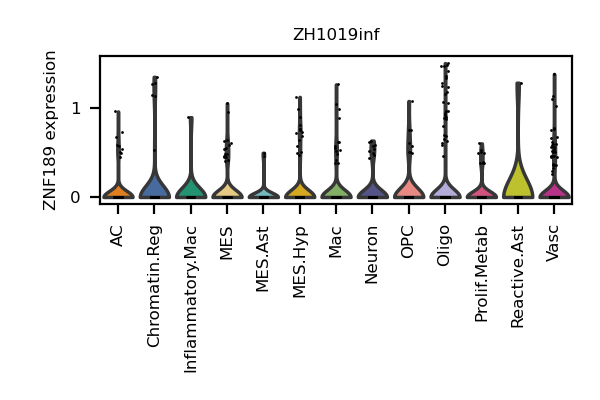 ZH1019inf
ZNF189 expression
1
0
AC
Chromatin.Reg
Inflammatory.Mac
MES
MES.Ast
MES.Hyp
Mac
Neuron
OPC
Oligo
Prolif.Metab
Reactive.Ast
Vasc